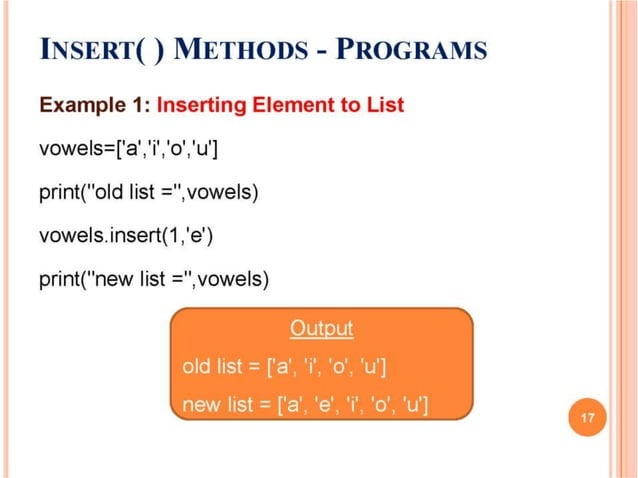 INSERT( ) METHODS - PROGRAMS
Example 1: Inserting Element to List
vowels=['a','i','o','u']
print("old list =",vowels)
vowels.insert(1,'e')
print("new list =",vowels)
Output
old list = ['a', 'i', 'o', 'u']
new list = ['a', 'e', 'i', 'o', 'u']
17